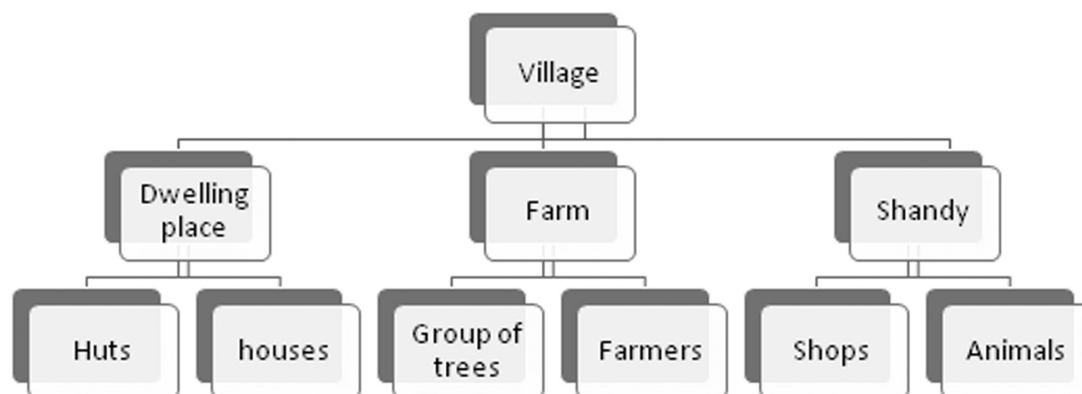 Village
Dwelling
place
Farm
Shandy
Huts
houses
Group of
trees
Farmers
Shops
Animals